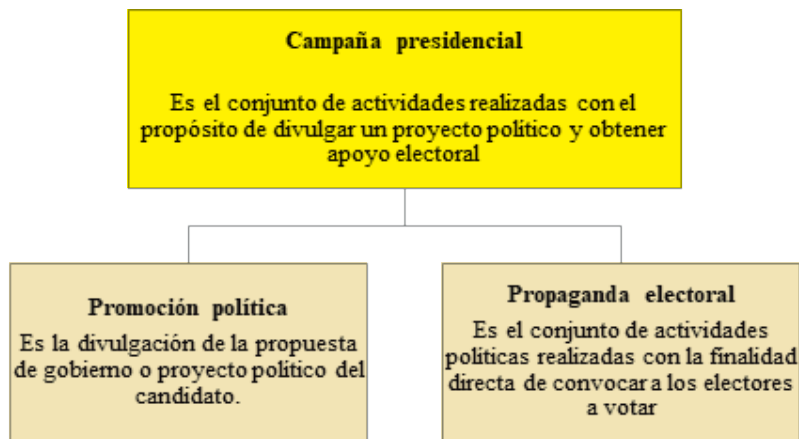 Campaña presidencial
Es el conjunto de actividades realizadas con el
propósito de divulgar un proyecto político y obtener
apoyo electoral
Promoción política
Es la divulgación de la propuesta
de gobierno o proyecto político del
candidato.
Propaganda electoral
Es el conjunto de actividades
políticas realizadas con la finalidad
directa de convocar a los electores
a votar